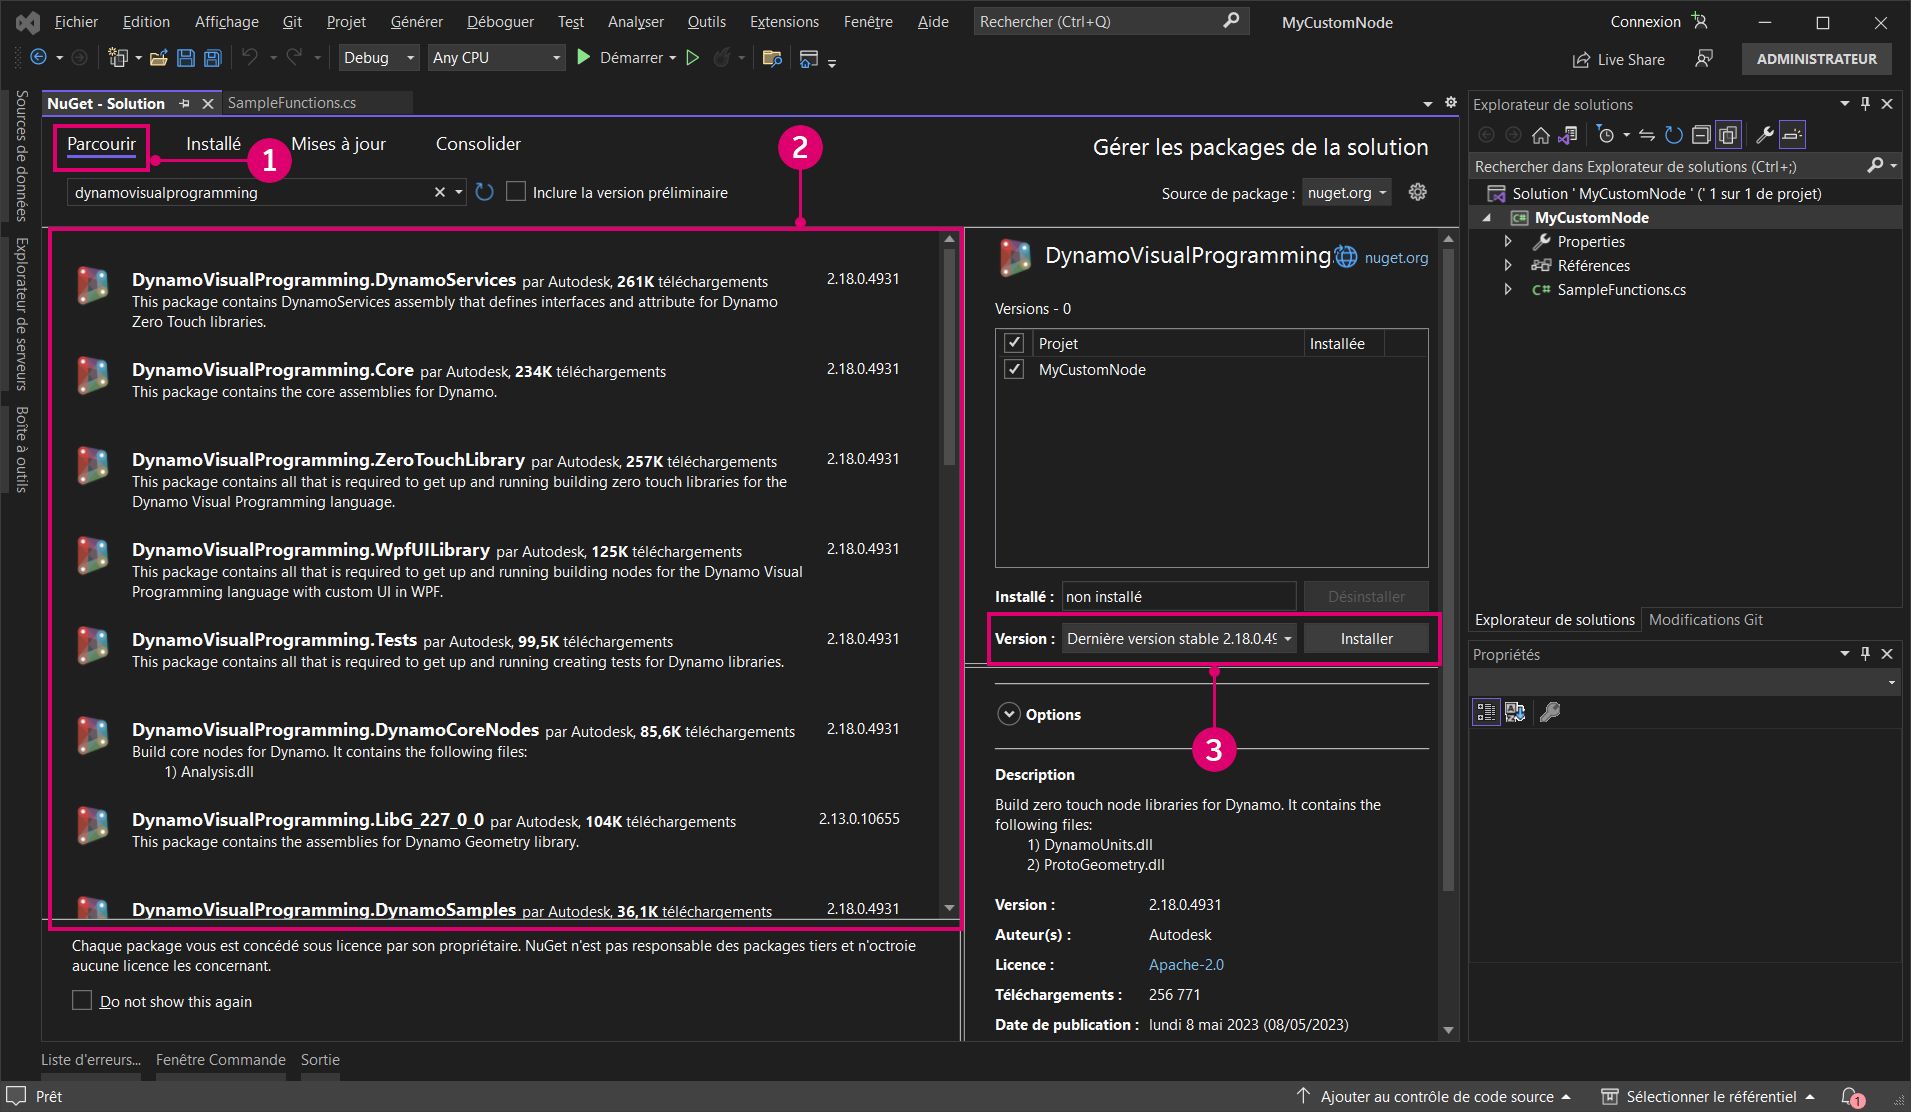 Fichier Edition Affichage Git Projet Générer Déboguer Test Analyser Outils Extensions Fenêtre Aide Rechercher (Ctrl+Q) MyCustomNode Connexion
Debug Any CPU Démarrer Live Share ADMINISTRATEUR
Sources de données
Explorateur de serveurs
Boîte à outils
NuGet - Solution SampleFunctions.cs
Parcourir Installé Mises à jour Consolider
1
2
Gérer les packages de la solution
dynamovisualprogramming Inclure la version préliminaire
Source de package : nuget.org
DynamoVisualProgramming.DynamoServices par Autodesk, 261K téléchargements 2.18.0.4931
This package contains DynamoServices assembly that defines interfaces and attribute for Dynamo
Zero Touch libraries.
DynamoVisualProgramming.Core par Autodesk, 234K téléchargements 2.18.0.4931
This package contains the core assemblies for Dynamo.
DynamoVisualProgramming.ZeroTouchLibrary par Autodesk, 257K téléchargements 2.18.0.4931
This package contains all that is required to get up and running building zero touch libraries for the
Dynamo Visual Programming language.
DynamoVisualProgramming.WpfUILibrary par Autodesk, 125K téléchargements 2.18.0.4931
This package contains all that is required to get up and running building nodes for the Dynamo Visual
Programming language with custom UI in WPF.
DynamoVisualProgramming.Tests par Autodesk, 99,5K téléchargements 2.18.0.4931
This package contains all that is required to get up and running creating tests for Dynamo libraries.
DynamoVisualProgramming.DynamoCoreNodes par Autodesk, 85,6K téléchargements 2.18.0.4931
Build core nodes for Dynamo. It contains the following files:
1) Analysis.dll
DynamoVisualProgramming.LibG_227_0_0 par Autodesk, 104K téléchargements 2.13.0.10655
This package contains the assemblies for Dynamo Geometry library.
DynamoVisualProgramming.DynamoSamples par Autodesk, 36,1K téléchargements 2.18.0.4931
Chaque package vous est concédé sous licence par son propriétaire. NuGet n'est pas responsable des packages tiers et n'octroie
aucune licence les concernant.
Do not show this again
DynamoVisualProgramming. nuget.org
Versions - 0
Projet Installée
MyCustomNode
Installé : non installé Désinstaller
Version : Dernière version stable 2.18.0.49 Installer
3
Options
Description
Build zero touch node libraries for Dynamo. It contains the
following files:
1) DynamoUnits.dll
2) ProtoGeometry.dll
Version : 2.18.0.4931
Auteur(s) : Autodesk
Licence : Apache-2.0
Téléchargements : 256 771
Date de publication : lundi 8 mai 2023 (08/05/2023)
Explorateur de solutions
Rechercher dans Explorateur de solutions (Ctrl+;)
Solution ' MyCustomNode ' (' 1 sur 1 de projet)
C# MyCustomNode
Properties
Références
C# SampleFunctions.cs
Explorateur de solutions Modifications Git
Propriétés
Liste d'erreurs... Fenêtre Commande Sortie
Prêt Ajouter au contrôle de code source Sélectionner le référentiel 1